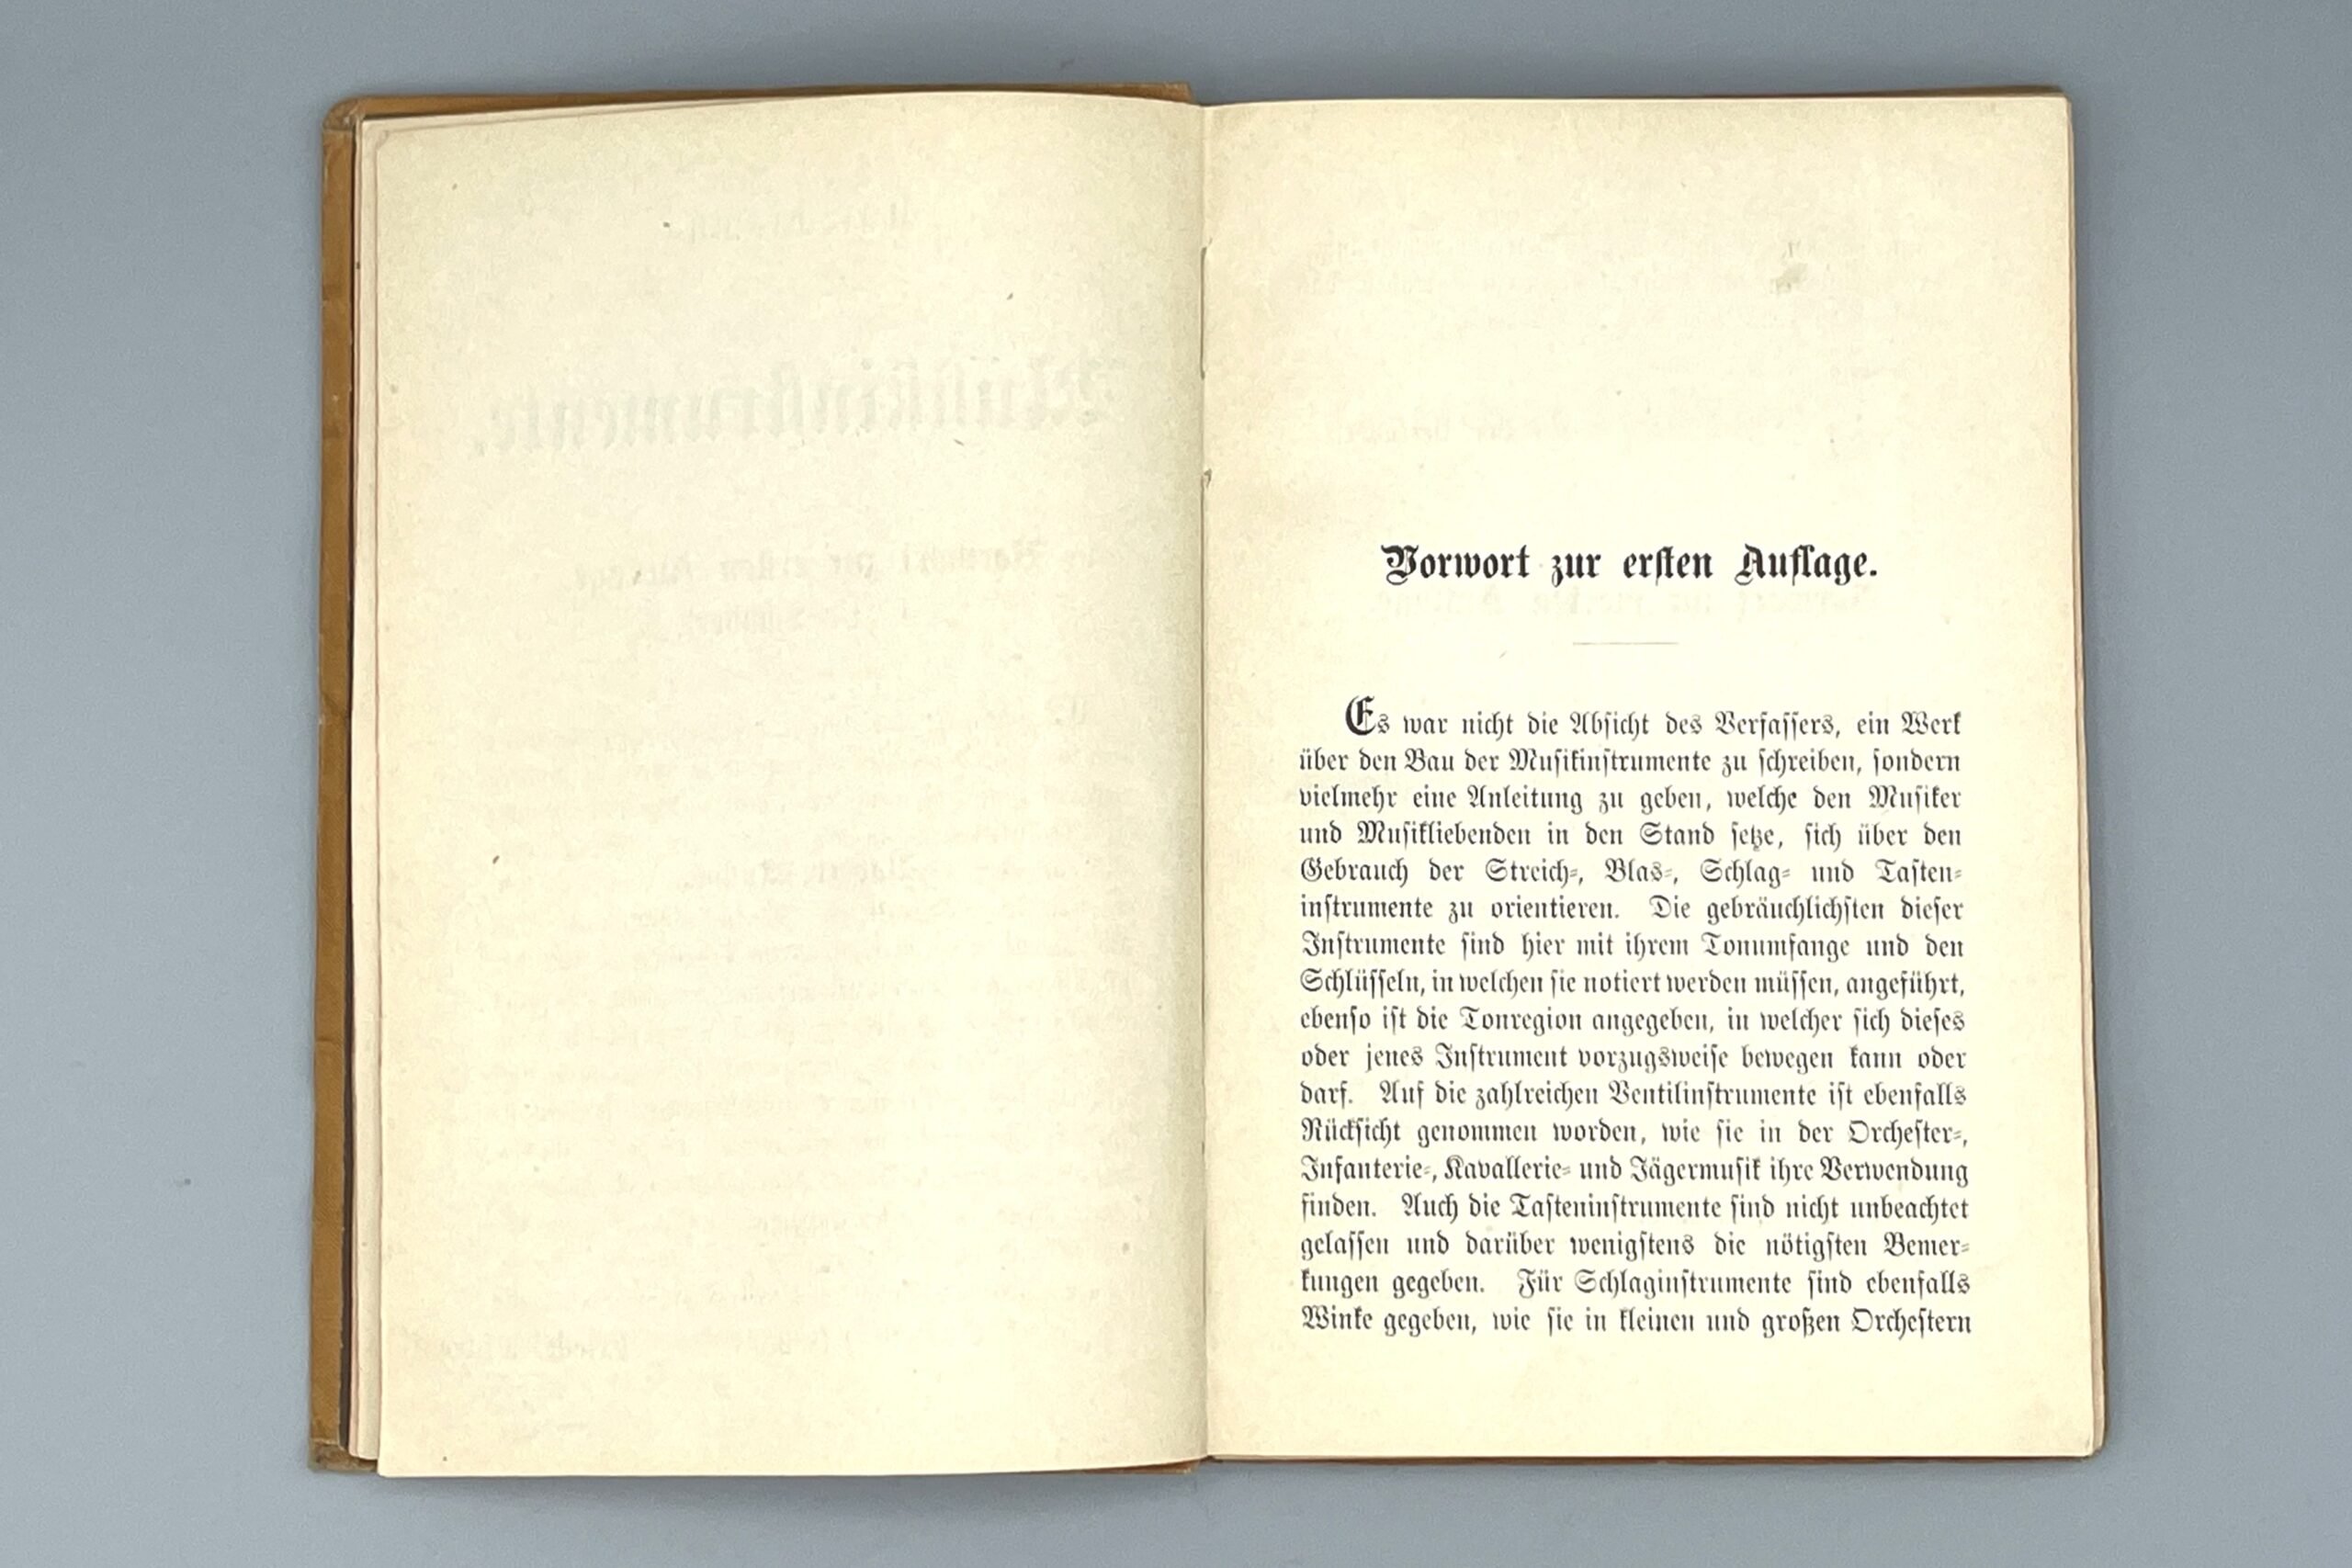 Vorwort zur ersten Auflage.
Es war nicht die Absicht des Verfassers, ein Werk
über den Bau der Musikinstrumente zu schreiben, sondern
vielmehr eine Anleitung zu geben, welche den Musiker
und Musikliebenden in den Stand setze, sich über den
Gebrauch der Streich-, Blas-, Schlag- und Tasten-
instrumente zu orientieren. Die gebräuchlichsten dieser
Instrumente sind hier mit ihrem Tonumfange und den
Schlüsseln, in welchen sie notiert werden müssen, angeführt,
ebenso ist die Tonregion angegeben, in welcher sich dieses
oder jenes Instrument vorzugsweise bewegen kann oder
darf. Auf die zahlreichen Ventilinstrumente ist ebenfalls
Rücksicht genommen worden, wie sie in der Orchester-,
Infanterie-, Kavallerie- und Jägermusik ihre Verwendung
finden. Auch die Tasteninstrumente sind nicht unbeachtet
gelassen und darüber wenigstens die nötigsten Bemer-
kungen gegeben. Für Schlaginstrumente sind ebenfalls
Winke gegeben, wie sie in kleinen und großen Orchestern